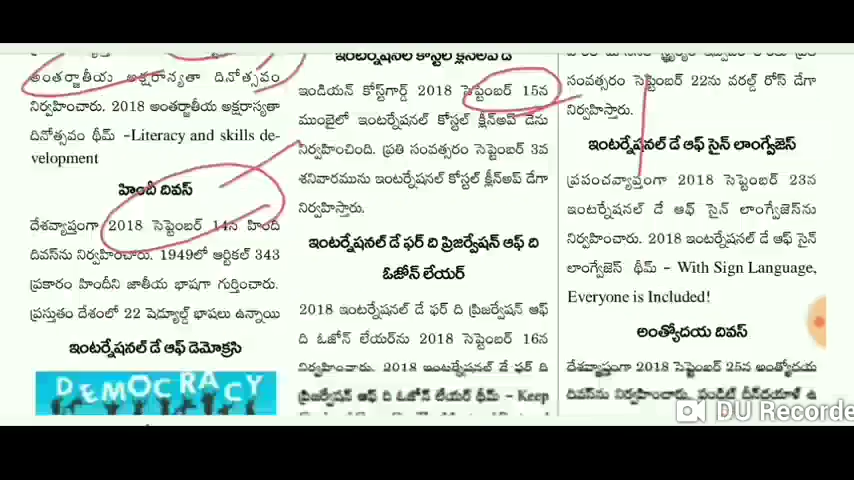 అంతర్జాతీయ అక్షరాస్యతా దినోత్సవం
నిర్వహించారు. 2018 అంతర్జాతీయ అక్షరాస్యతా
దినోత్సవం థీమ్ –Literacy and skills de-
velopment
హిందీ దివస్
దేశవ్యాప్తంగా 2018 సెప్టెంబర్ 14న హిందీ
దివస్‌ను నిర్వహించారు. 1949లో ఆర్టికల్ 343
ప్రకారం హిందీని జాతీయ భాషగా గుర్తించారు.
ప్రస్తుతం దేశంలో 22 షెడ్యూల్డ్ భాషలు ఉన్నాయి
ఇంటర్నేషనల్ డే ఆఫ్ డెమోక్రసి
DEMOCRACY
ఇంటర్నేషనల్ కోస్టల్ క్లీన్అప్ డే
ఇండియన్ కోస్ట్‌గార్డ్ 2018 సెప్టెంబర్ 15న
ముంబైలో ఇంటర్నేషనల్ కోస్టల్ క్లీన్‌అప్ డేను
నిర్వహించింది. ప్రతి సంవత్సరం సెప్టెంబర్ 3వ
శనివారమును ఇంటర్నేషనల్ కోస్టల్ క్లీన్అప్ డేగా
నిర్వహిస్తారు.
ఇంటర్నేషనల్ డే ఫర్ ది ప్రిజర్వేషన్ ఆఫ్ ది
ఓజోన్ లేయర్
2018 ఇంటర్నేషనల్ డే ఫర్ ది ప్రిజర్వేషన్ ఆఫ్
ది ఓజోన్ లేయర్‌ను 2018 సెప్టెంబర్ 16న
నిర్వహించారు. 2018 ఇంటర్నేషనల్ డే ఫర్ ది
ప్రిజర్వేషన్ ఆఫ్ ది ఓజోన్ లేయర్ థీమ్ – Keep
సంవత్సరం సెప్టెంబర్ 22ను వరల్డ్ రోస్ డేగా
నిర్వహిస్తారు.
ఇంటర్నేషనల్ డే ఆఫ్ సైన్ లాంగ్వేజెస్
ప్రపంచవ్యాప్తంగా 2018 సెప్టెంబర్ 23న
ఇంటర్నేషనల్ డే ఆఫ్ సైన్ లాంగ్వేజెస్‌ను
నిర్వహించారు. 2018 ఇంటర్నేషనల్ డే ఆఫ్ సైన్
లాంగ్వేజెస్ థీమ్ – With Sign Language,
Everyone is Included!
అంత్యోదయ దివస్
దేశవ్యాప్తంగా 2018 సెప్టెంబర్ 25న అంత్యోదయ
దివస్‌ను నిర్వహించారు. పండిట్ దీన్‌దయాళ్ ఉ
DU Recorde